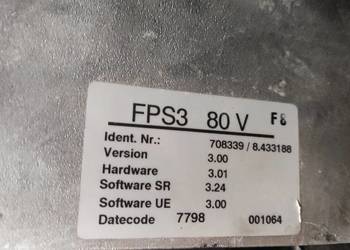 FPS3 80 V F8
Ident. Nr.: 708339 / 8.433188
Version 3.00
Hardware 3.01
Software SR 3.24
Software UE 3.00
Datecode 7798 001064